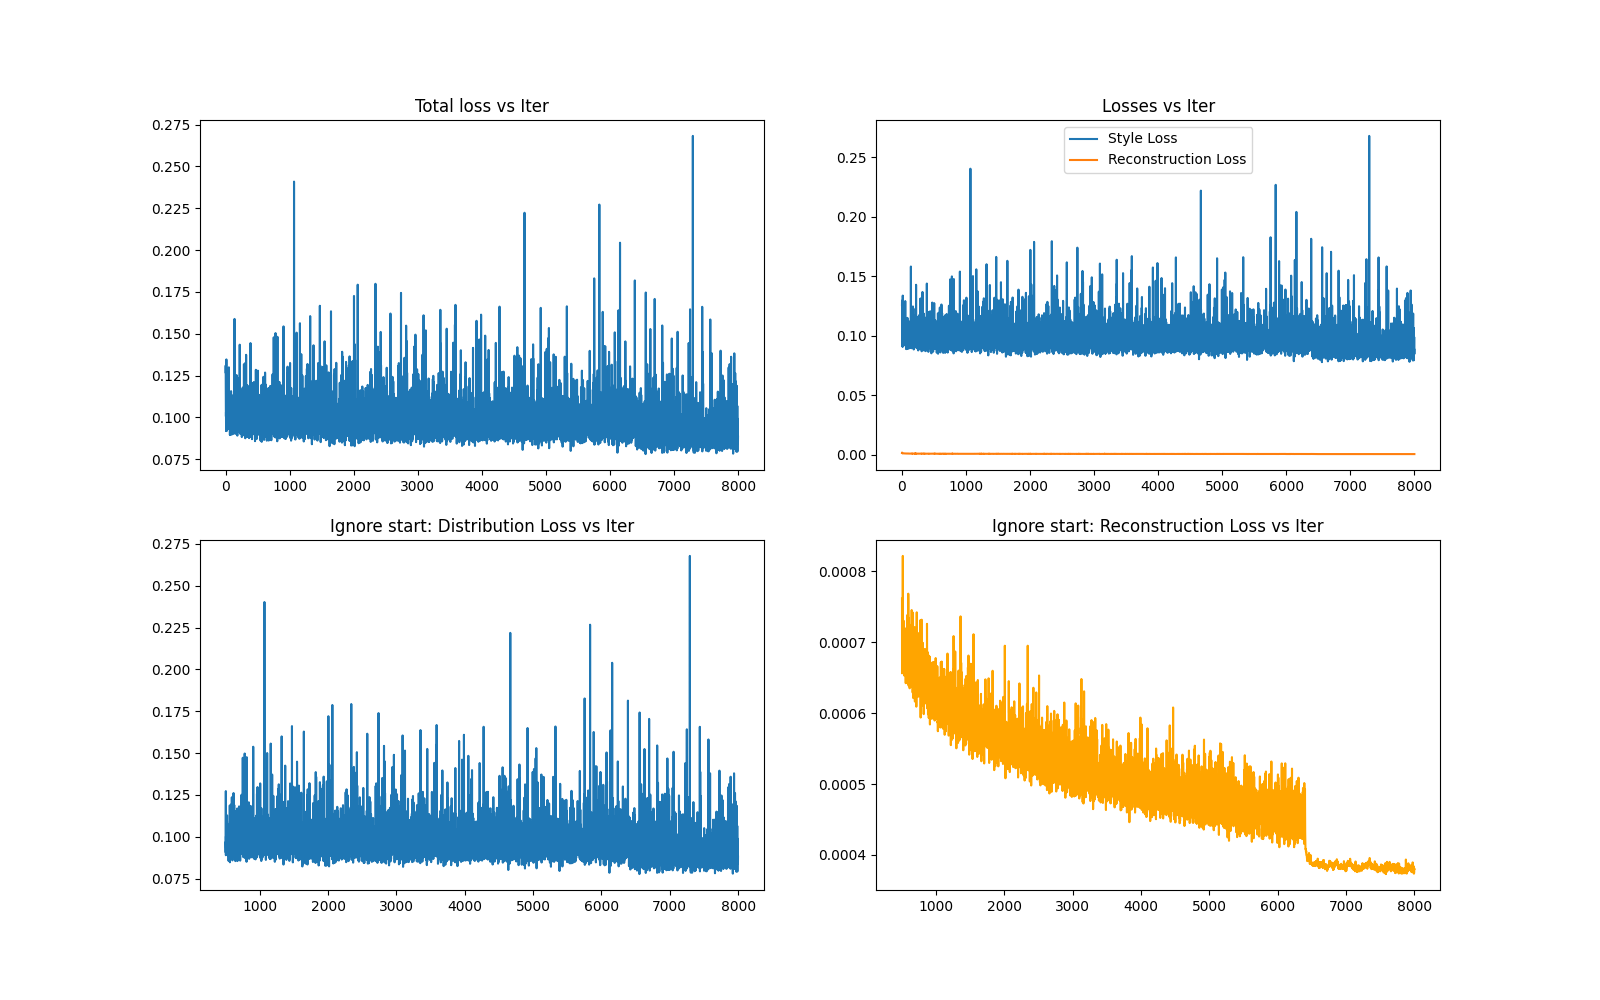 Total loss vs Iter
0.275
0.250
0.225
0.200
0.175
0.150
0.125
0.100
0.075
0 1000 2000 3000 4000 5000 6000 7000 8000
Losses vs Iter
Style Loss
Reconstruction Loss
0.25
0.20
0.15
0.10
0.05
0.00
0 1000 2000 3000 4000 5000 6000 7000 8000
Ignore start: Distribution Loss vs Iter
0.275
0.250
0.225
0.200
0.175
0.150
0.125
0.100
0.075
1000 2000 3000 4000 5000 6000 7000 8000
Ignore start: Reconstruction Loss vs Iter
0.0008
0.0007
0.0006
0.0005
0.0004
1000 2000 3000 4000 5000 6000 7000 8000